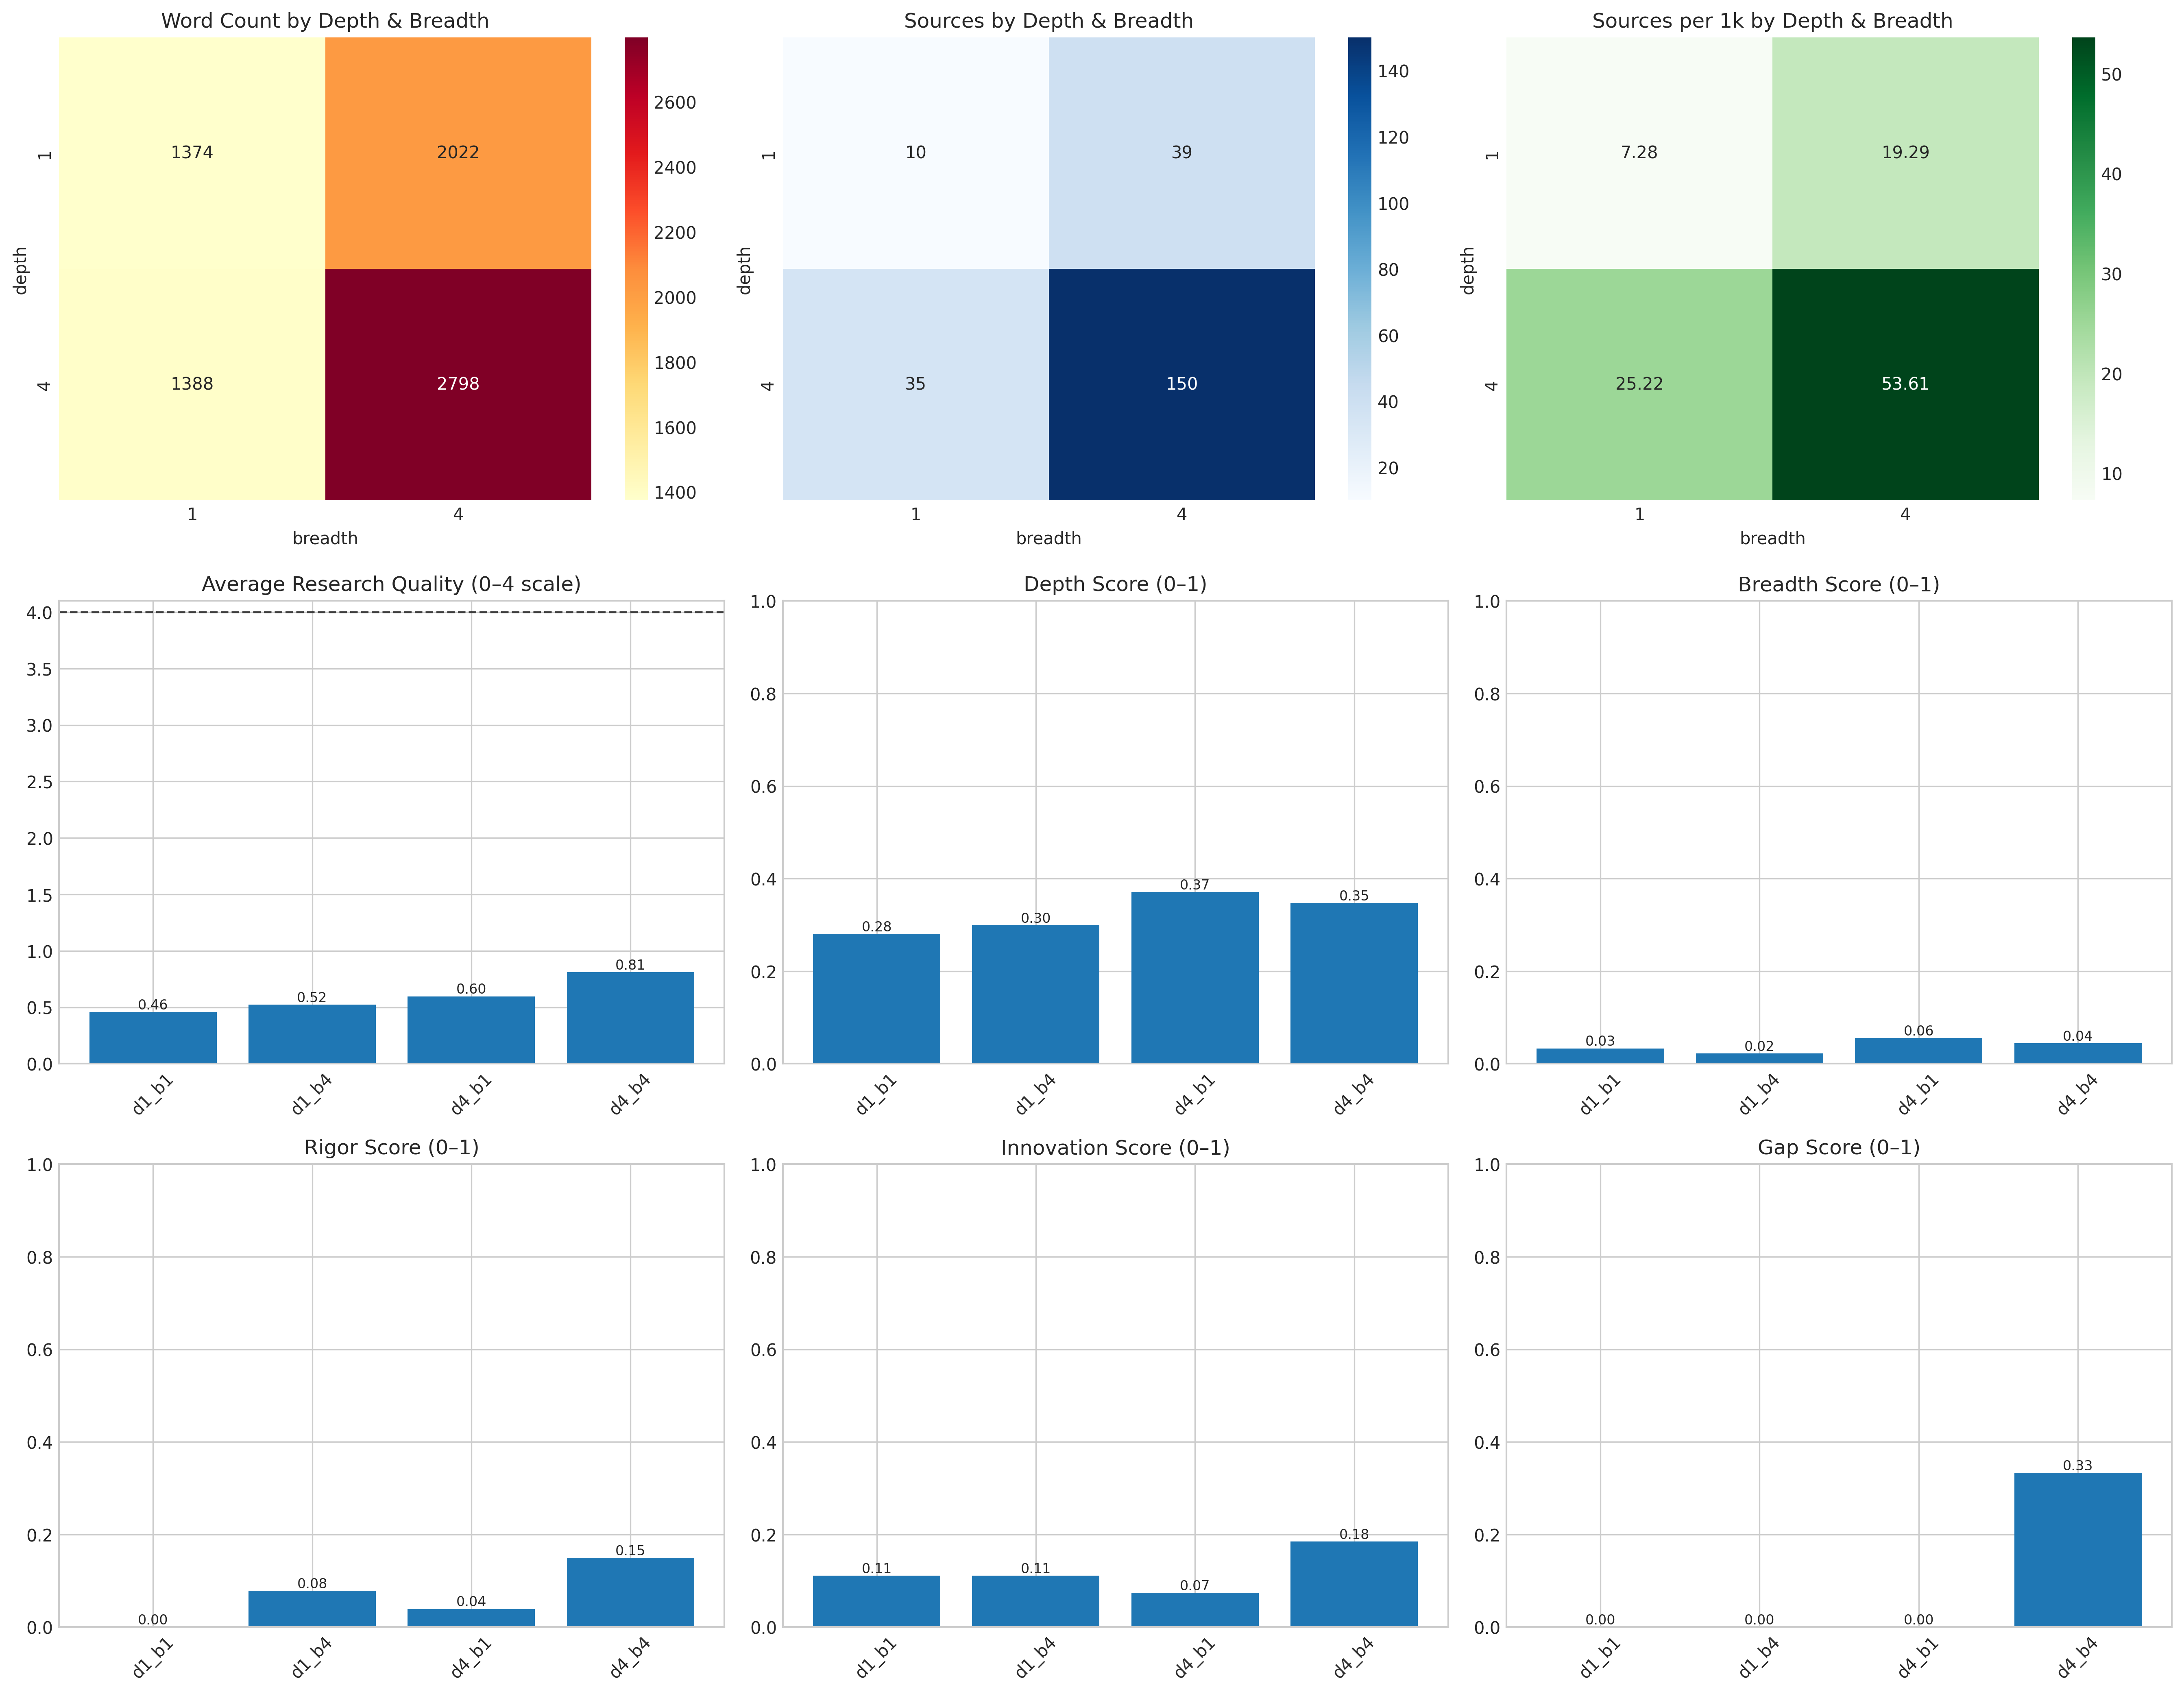 Word Count by Depth & Breadth
1374
2022
1388
2798
1
4
depth
1
4
breadth
2600
2400
2200
2000
1800
1600
1400
Sources by Depth & Breadth
10
39
35
150
1
4
depth
1
4
breadth
140
120
100
80
60
40
20
Sources per 1k by Depth & Breadth
7.28
19.29
25.22
53.61
1
4
depth
1
4
breadth
50
40
30
20
10
Average Research Quality (0–4 scale)
4.0
3.5
3.0
2.5
2.0
1.5
1.0
0.5
0.0
0.46
0.52
0.60
0.81
d1_b1
d1_b4
d4_b1
d4_b4
Depth Score (0–1)
1.0
0.8
0.6
0.4
0.2
0.0
0.28
0.30
0.37
0.35
d1_b1
d1_b4
d4_b1
d4_b4
Breadth Score (0–1)
1.0
0.8
0.6
0.4
0.2
0.0
0.03
0.02
0.06
0.04
d1_b1
d1_b4
d4_b1
d4_b4
Rigor Score (0–1)
1.0
0.8
0.6
0.4
0.2
0.0
0.00
0.08
0.04
0.15
d1_b1
d1_b4
d4_b1
d4_b4
Innovation Score (0–1)
1.0
0.8
0.6
0.4
0.2
0.0
0.11
0.11
0.07
0.18
d1_b1
d1_b4
d4_b1
d4_b4
Gap Score (0–1)
1.0
0.8
0.6
0.4
0.2
0.0
0.00
0.00
0.00
0.33
d1_b1
d1_b4
d4_b1
d4_b4